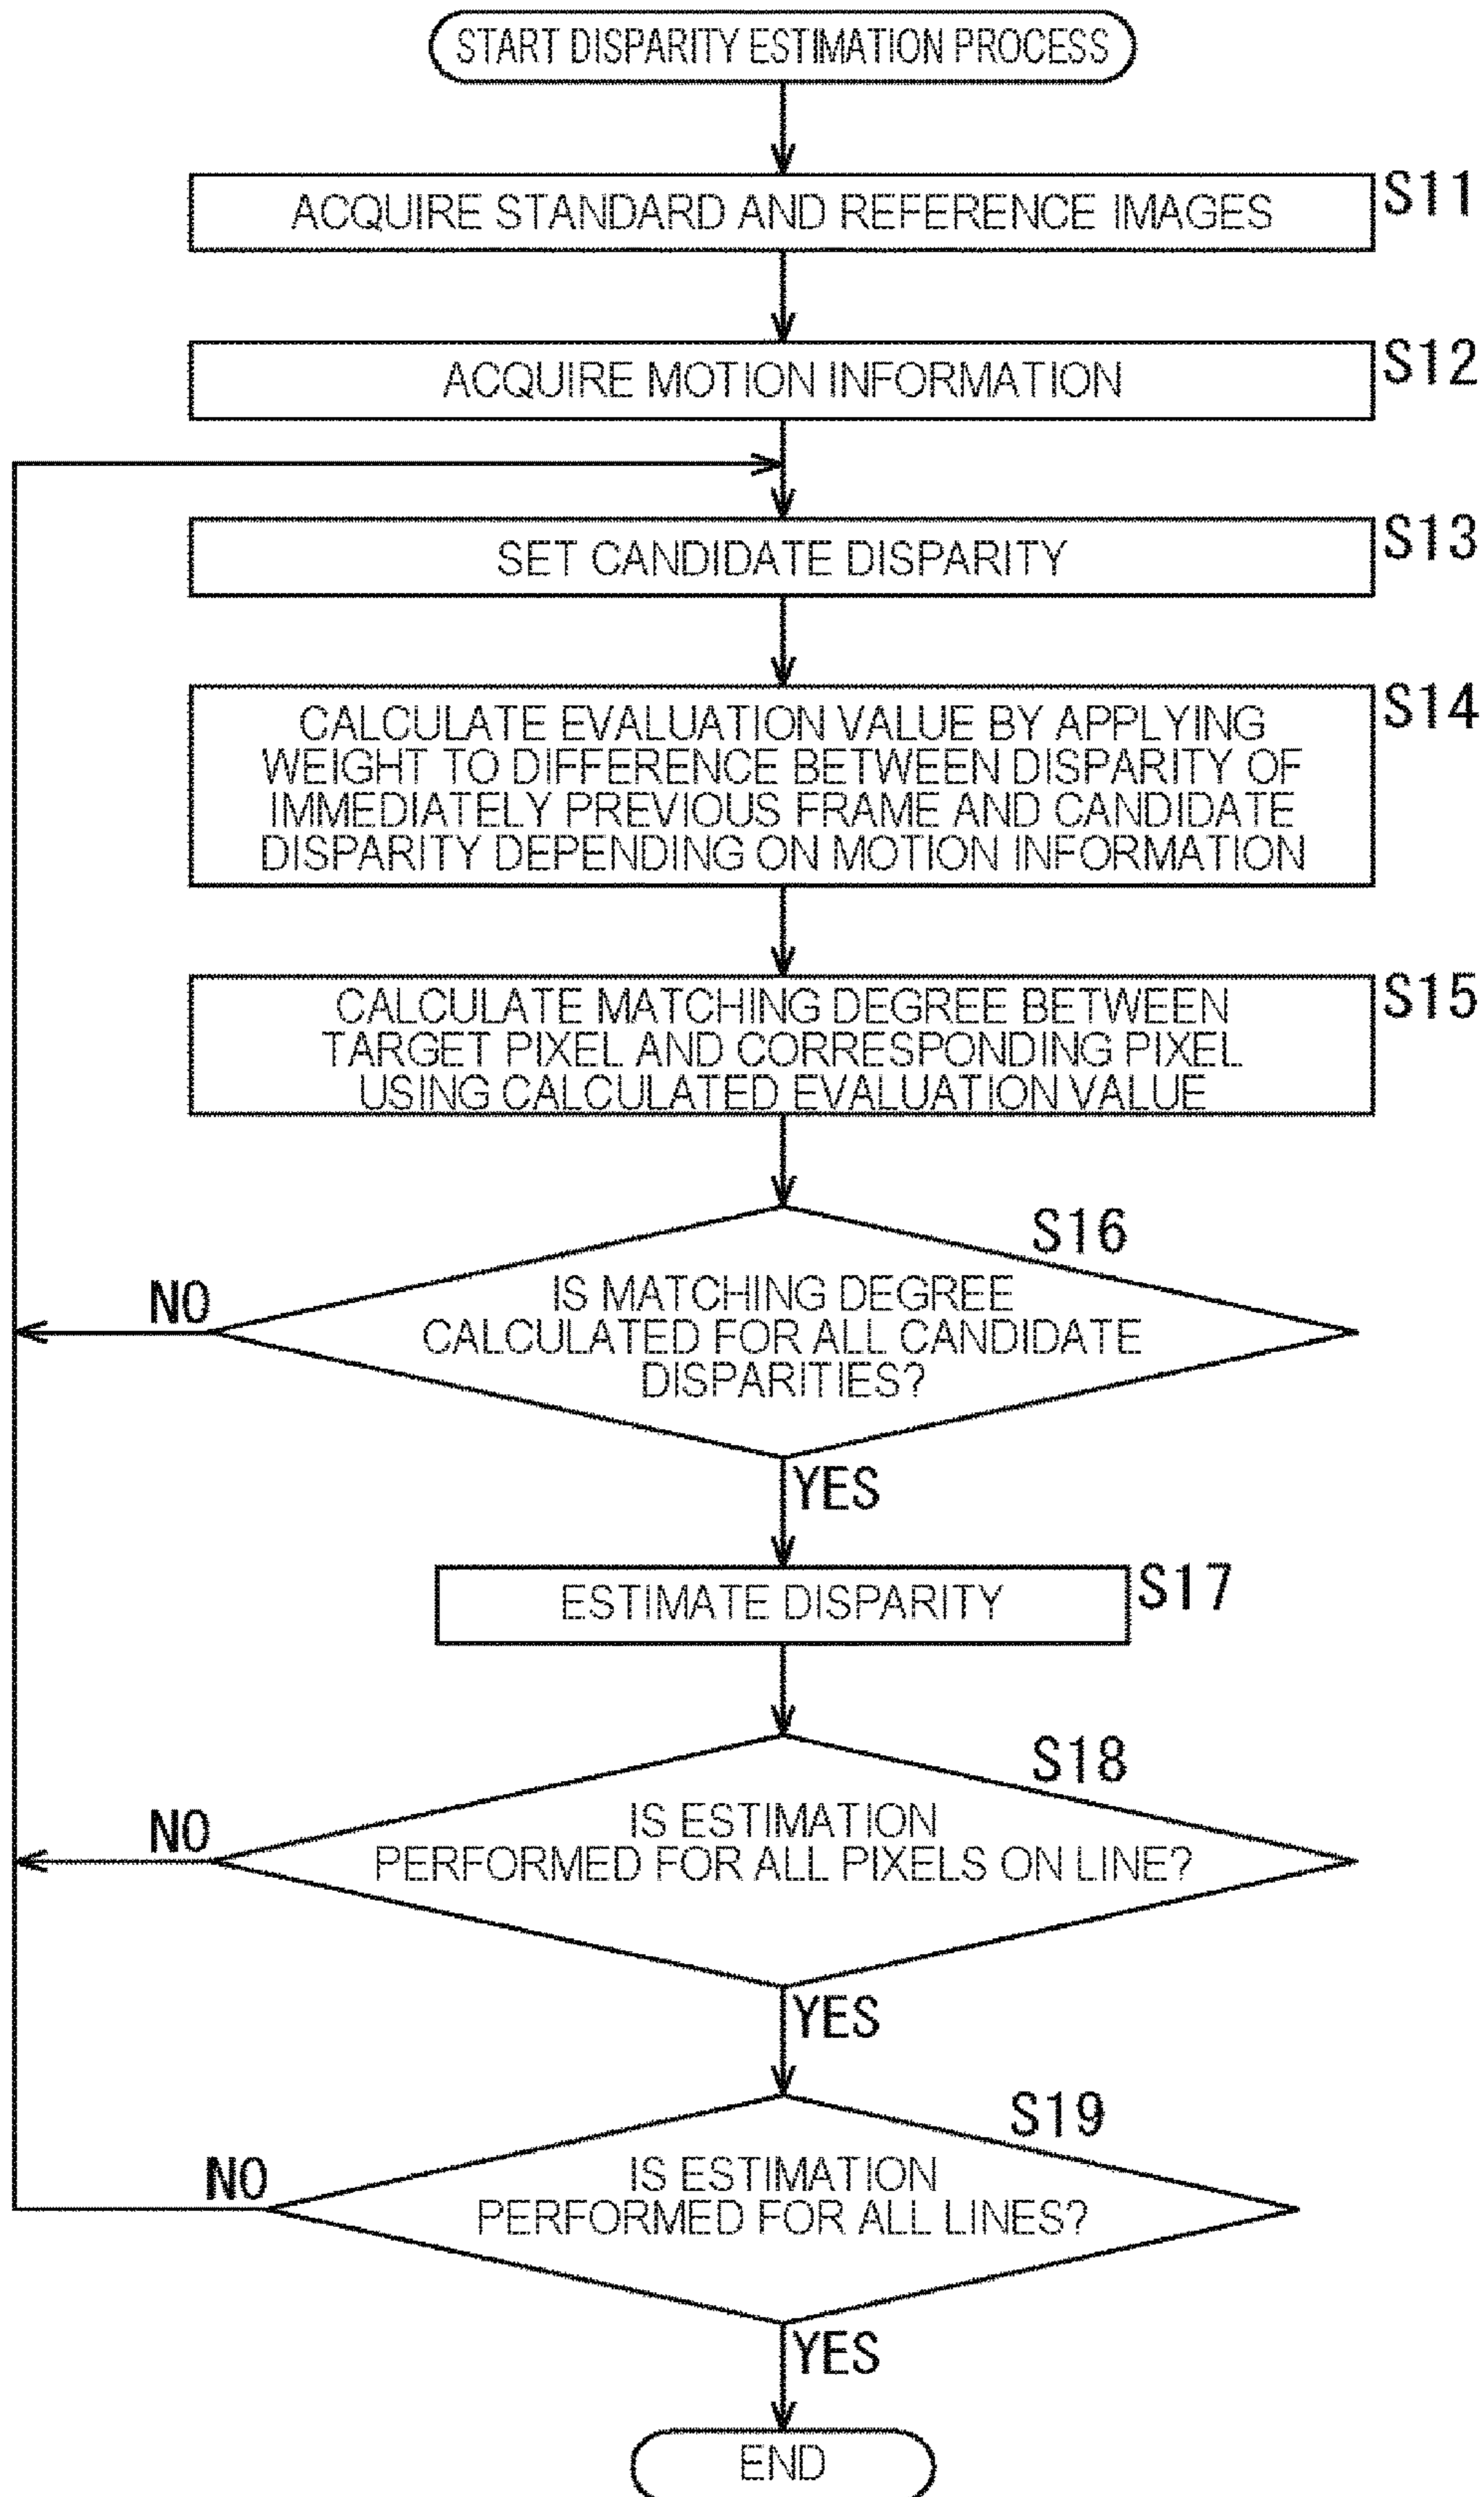 START DISPARITY ESTIMATION PROCESS
S11
ACQUIRE STANDARD AND REFERENCE IMAGES
S12
ACQUIRE MOTION INFORMATION
S13
SET CANDIDATE DISPARITY
S14
CALCULATE EVALUATION VALUE BY APPLYING
WEIGHT TO DIFFERENCE BETWEEN DISPARITY OF
IMMEDIATELY PREVIOUS FRAME AND CANDIDATE
DISPARITY DEPENDING ON MOTION INFORMATION
S15
CALCULATE MATCHING DEGREE BETWEEN
TARGET PIXEL AND CORRESPONDING PIXEL
USING CALCULATED EVALUATION VALUE
S16
NO
IS MATCHING DEGREE
CALCULATED FOR ALL CANDIDATE
DISPARITIES?
YES
S17
ESTIMATE DISPARITY
S18
NO
IS ESTIMATION
PERFORMED FOR ALL PIXELS ON LINE?
YES
S19
NO
IS ESTIMATION
PERFORMED FOR ALL LINES?
YES
END